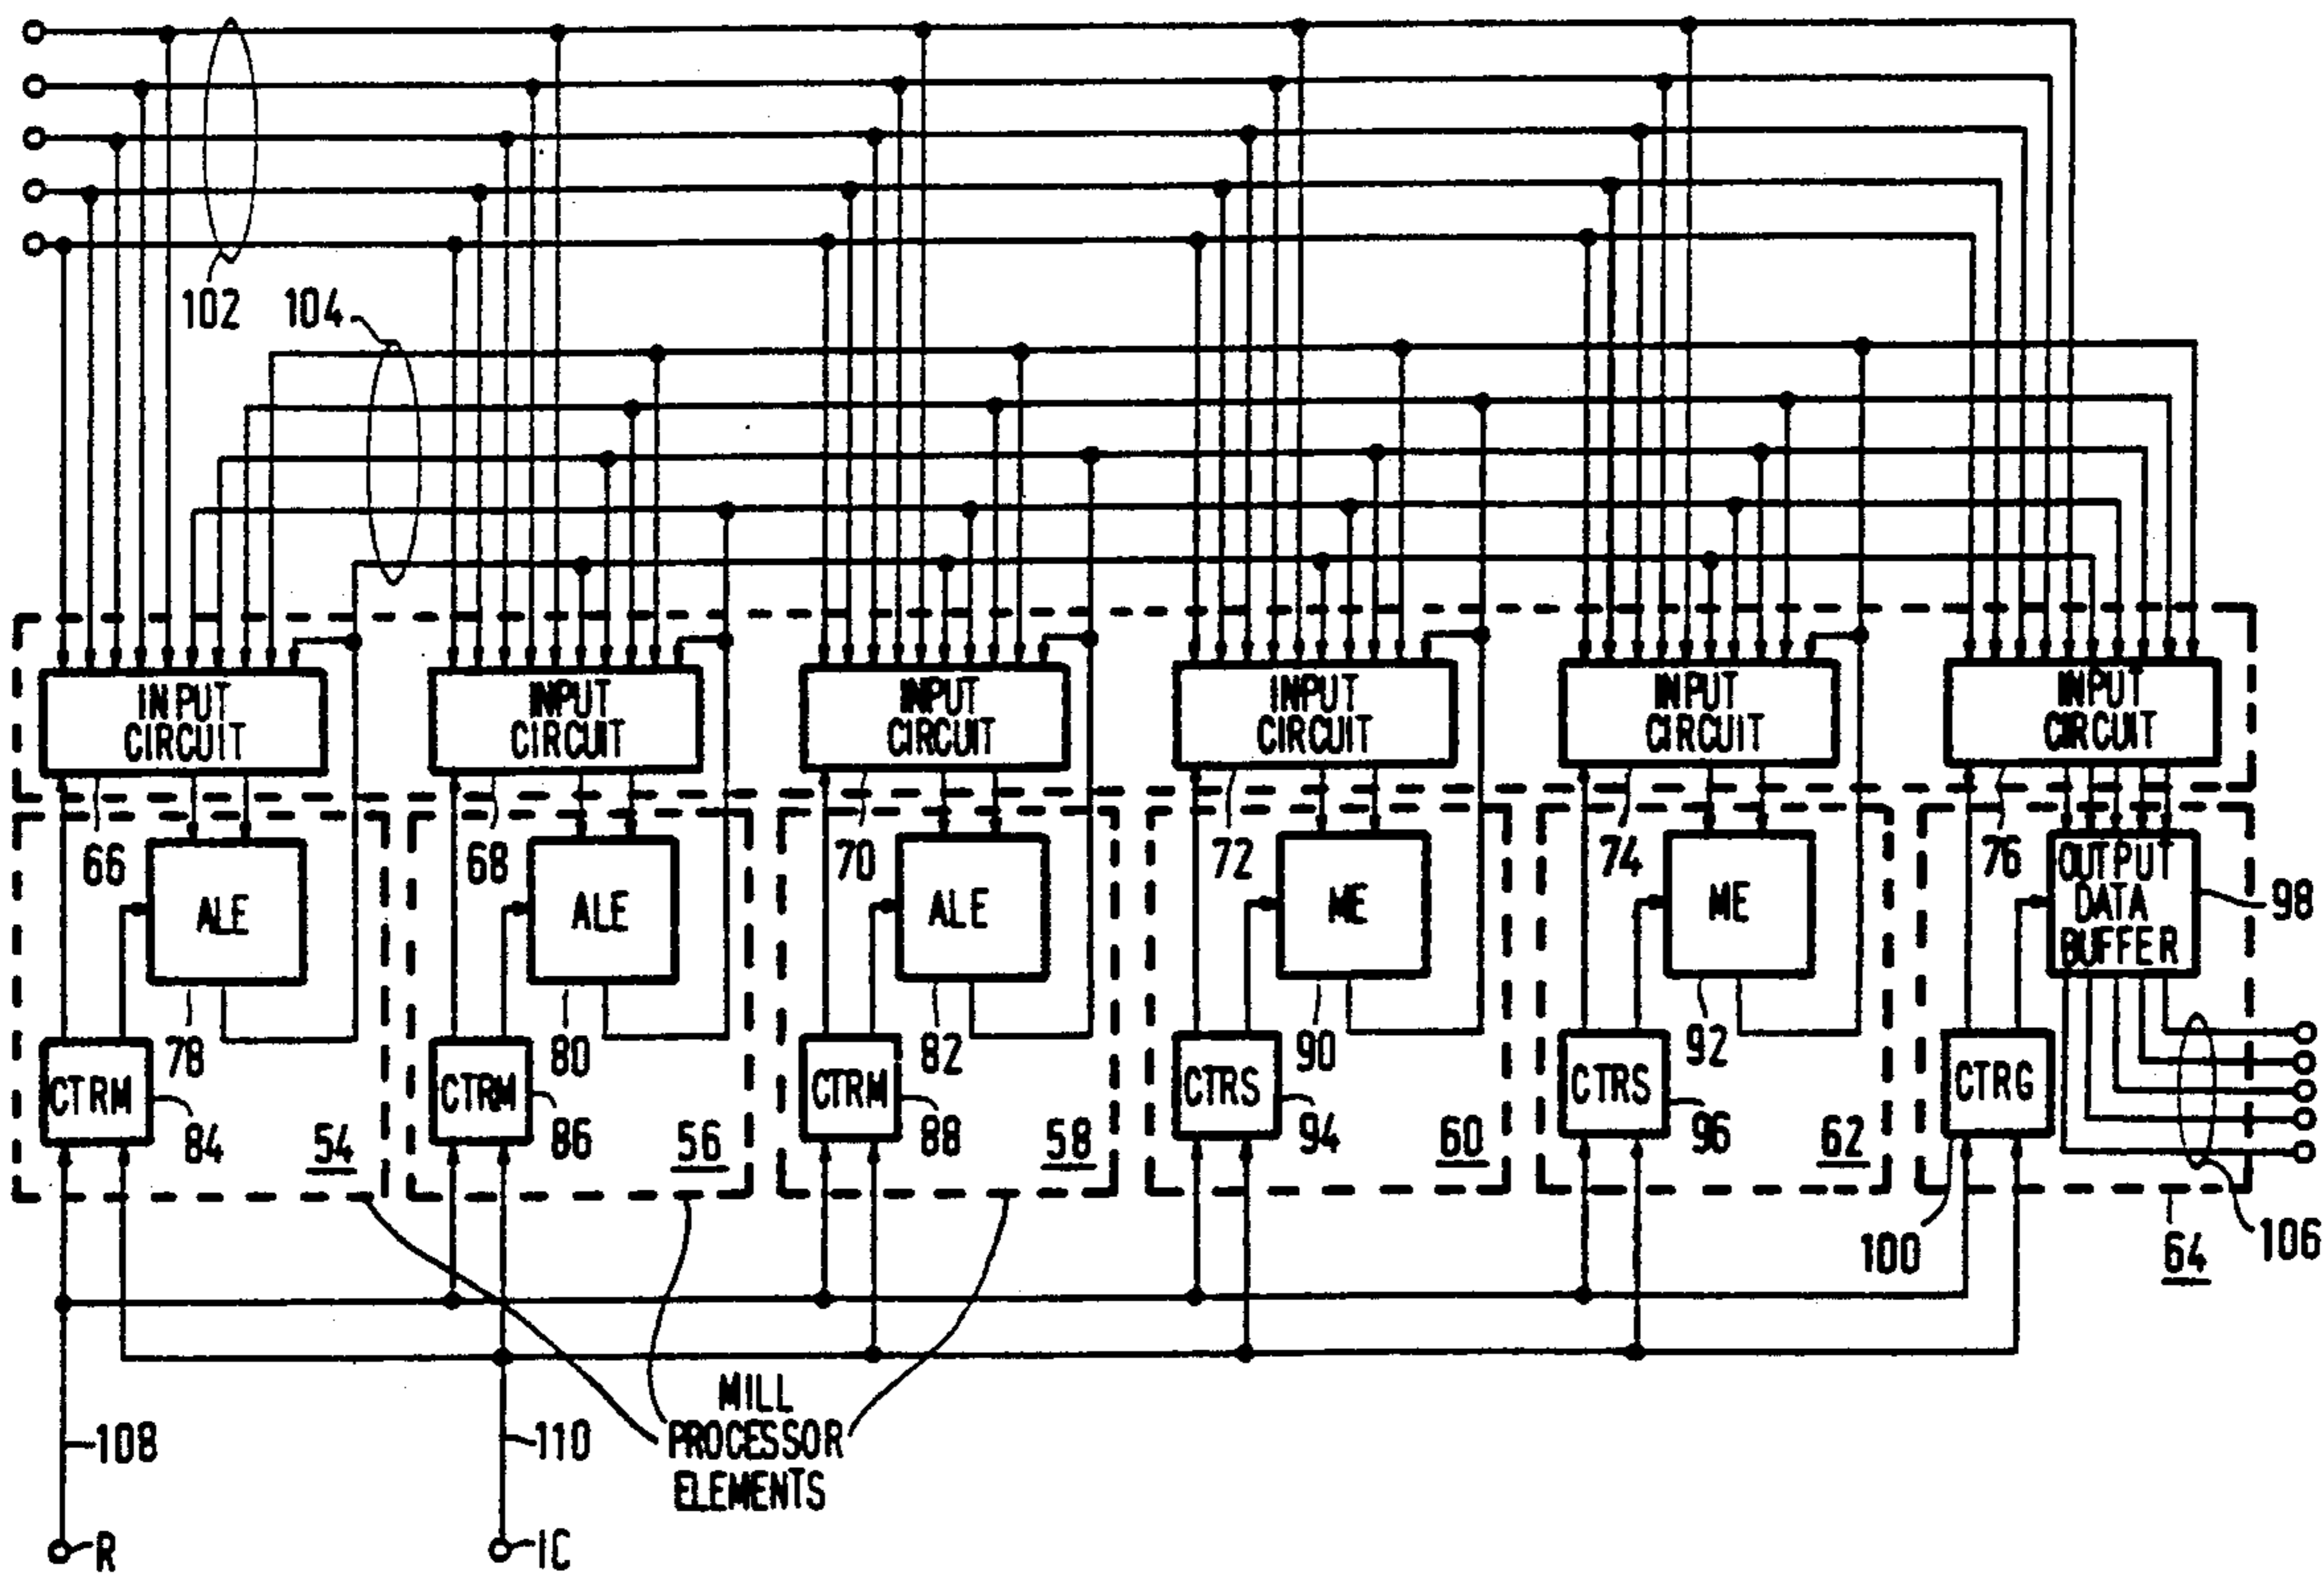 102
104
INPUT CIRCUIT
INPUT CIRCUIT
INPUT CIRCUIT
INPUT CIRCUIT
INPUT CIRCUIT
INPUT CIRCUIT
66
68
70
72
74
76
ALE
ALE
ALE
ME
ME
OUTPUT DATA BUFFER
98
78
80
82
90
92
CTRM
CTRM
CTRM
CTRS
CTRS
CTRG
84
86
88
94
96
54
56
58
60
62
100
64
106
MILL
PROCESSOR
ELEMENTS
108
110
R
IC